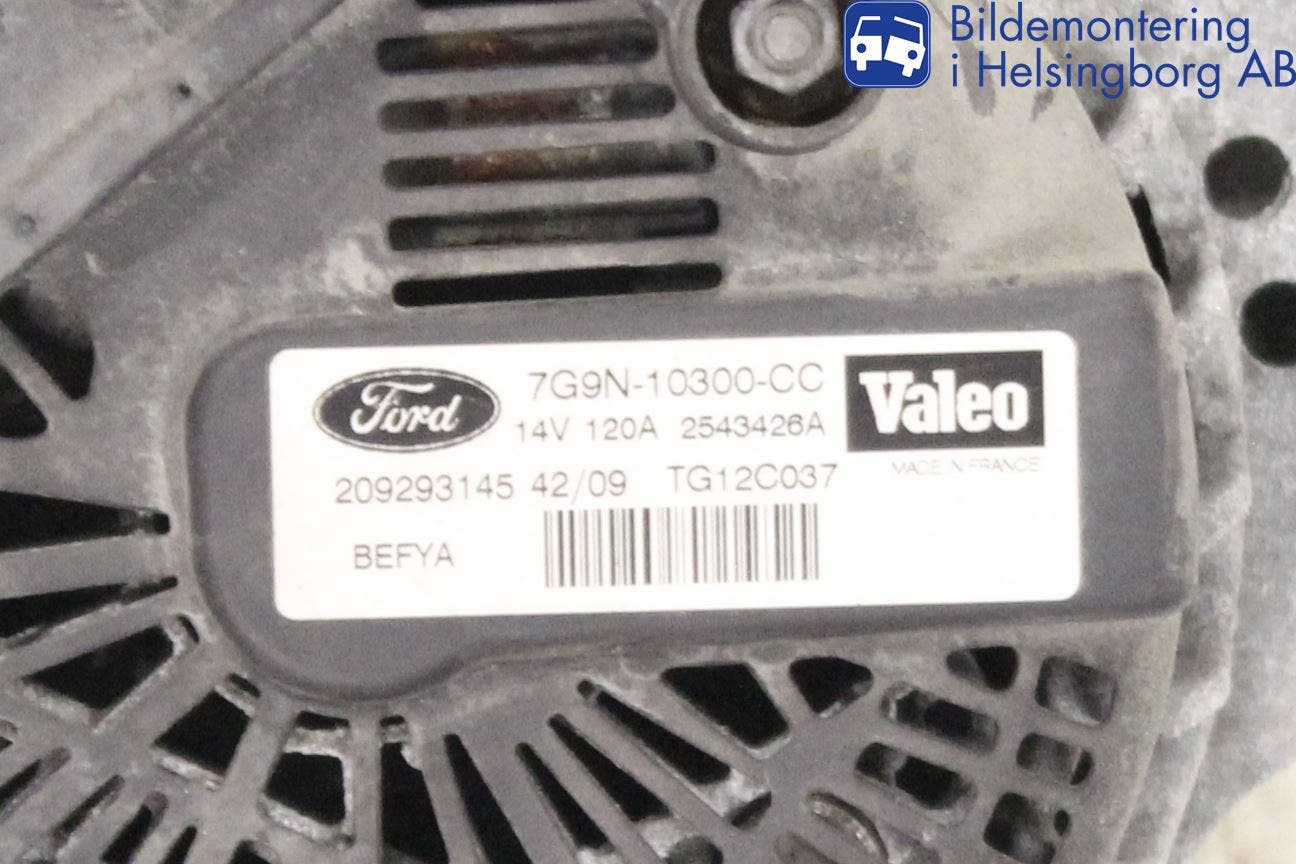 Bildemontering
i Helsingborg AB
Ford
7G9N-10300-CC
Valeo
14V 120A 2543426A
MADE IN FRANCE
209293145 42/09 TG12C037
BEFYA